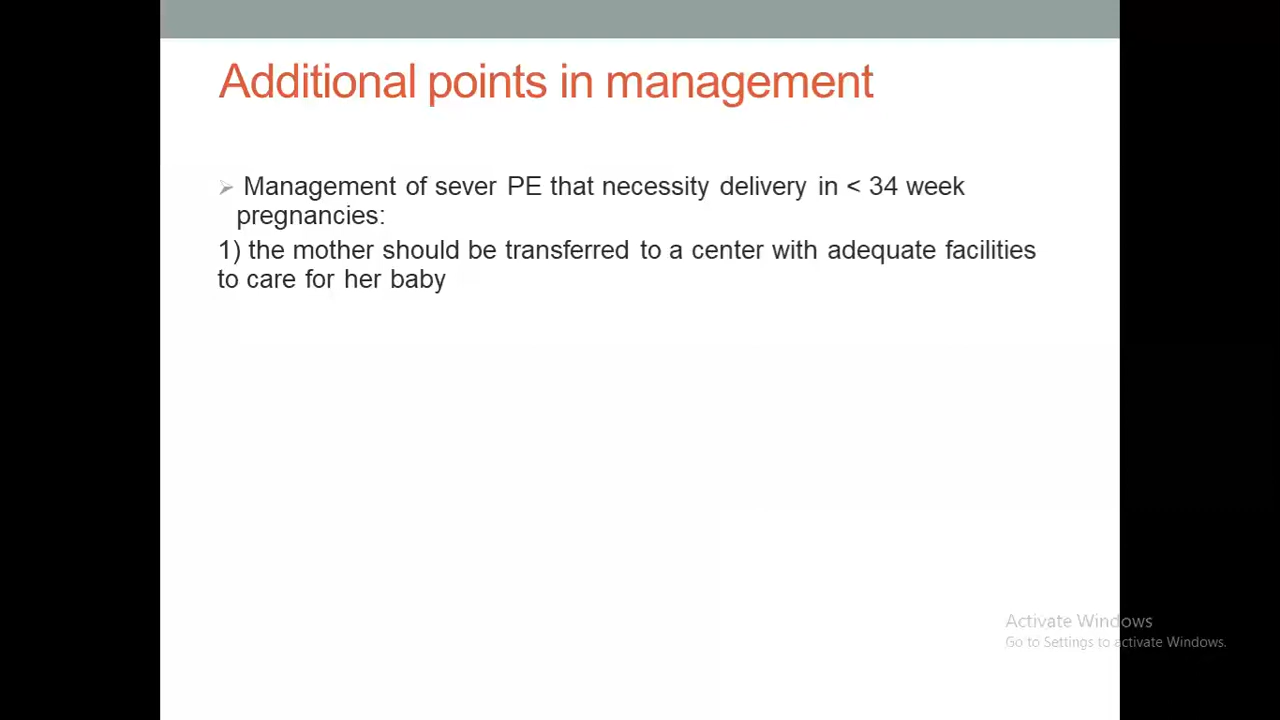 Additional points in management
Management of sever PE that necessity delivery in < 34 week
pregnancies:
1) the mother should be transferred to a center with adequate facilities
to care for her baby
Activate Windows
Go to Settings to activate Windows.